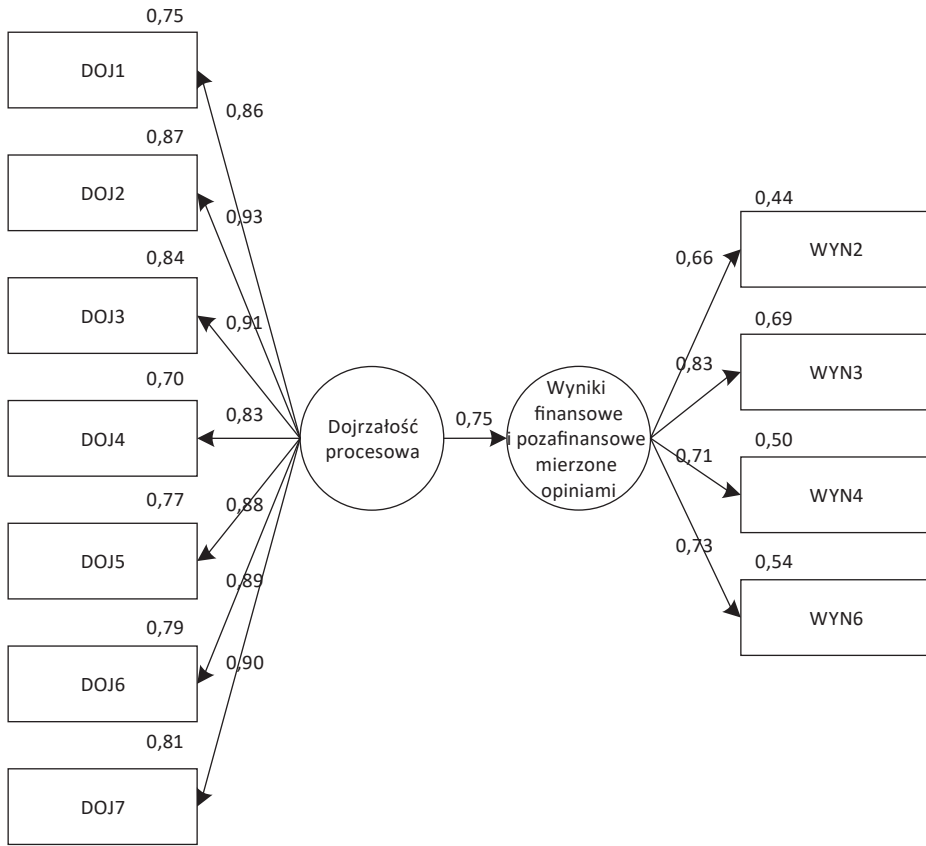 0,75
DOJ1
0,86
0,87
DOJ2
0,93
0,84
DOJ3
0,91
0,70
DOJ4
0,83
0,77
DOJ5
0,88
0,79
DOJ6
0,89
0,81
DOJ7
0,90
Dojrzałość
procesowa
0,75
Wyniki
finansowe
i pozafinansowe
mierzone
opiniami
0,44
0,66
WYN2
0,69
0,83
WYN3
0,50
0,71
WYN4
0,54
0,73
WYN6